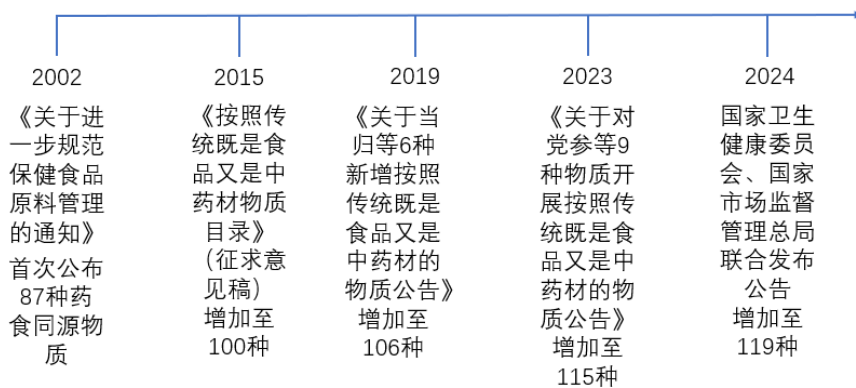 2002
《关于进
一步规范
保健食品
原料管理
的通知》
首次公布
87种药
食同源物
质
2015
《按照传
统既是食
品又是中
药材物质
目录》
（征求意
见稿）
增加至
100种
2019
《关于当
归等6种
新增按照
传统既是
食品又是
中药材的
物质公告》
增加至
106种
2023
《关于对
党参等9
种物质开
展按照传
统既是食
品又是中
药材的物
质公告》
增加至
115种
2024
国家卫生
健康委员
会、国家
市场监督
管理总局
联合发布
公告
增加至
119种